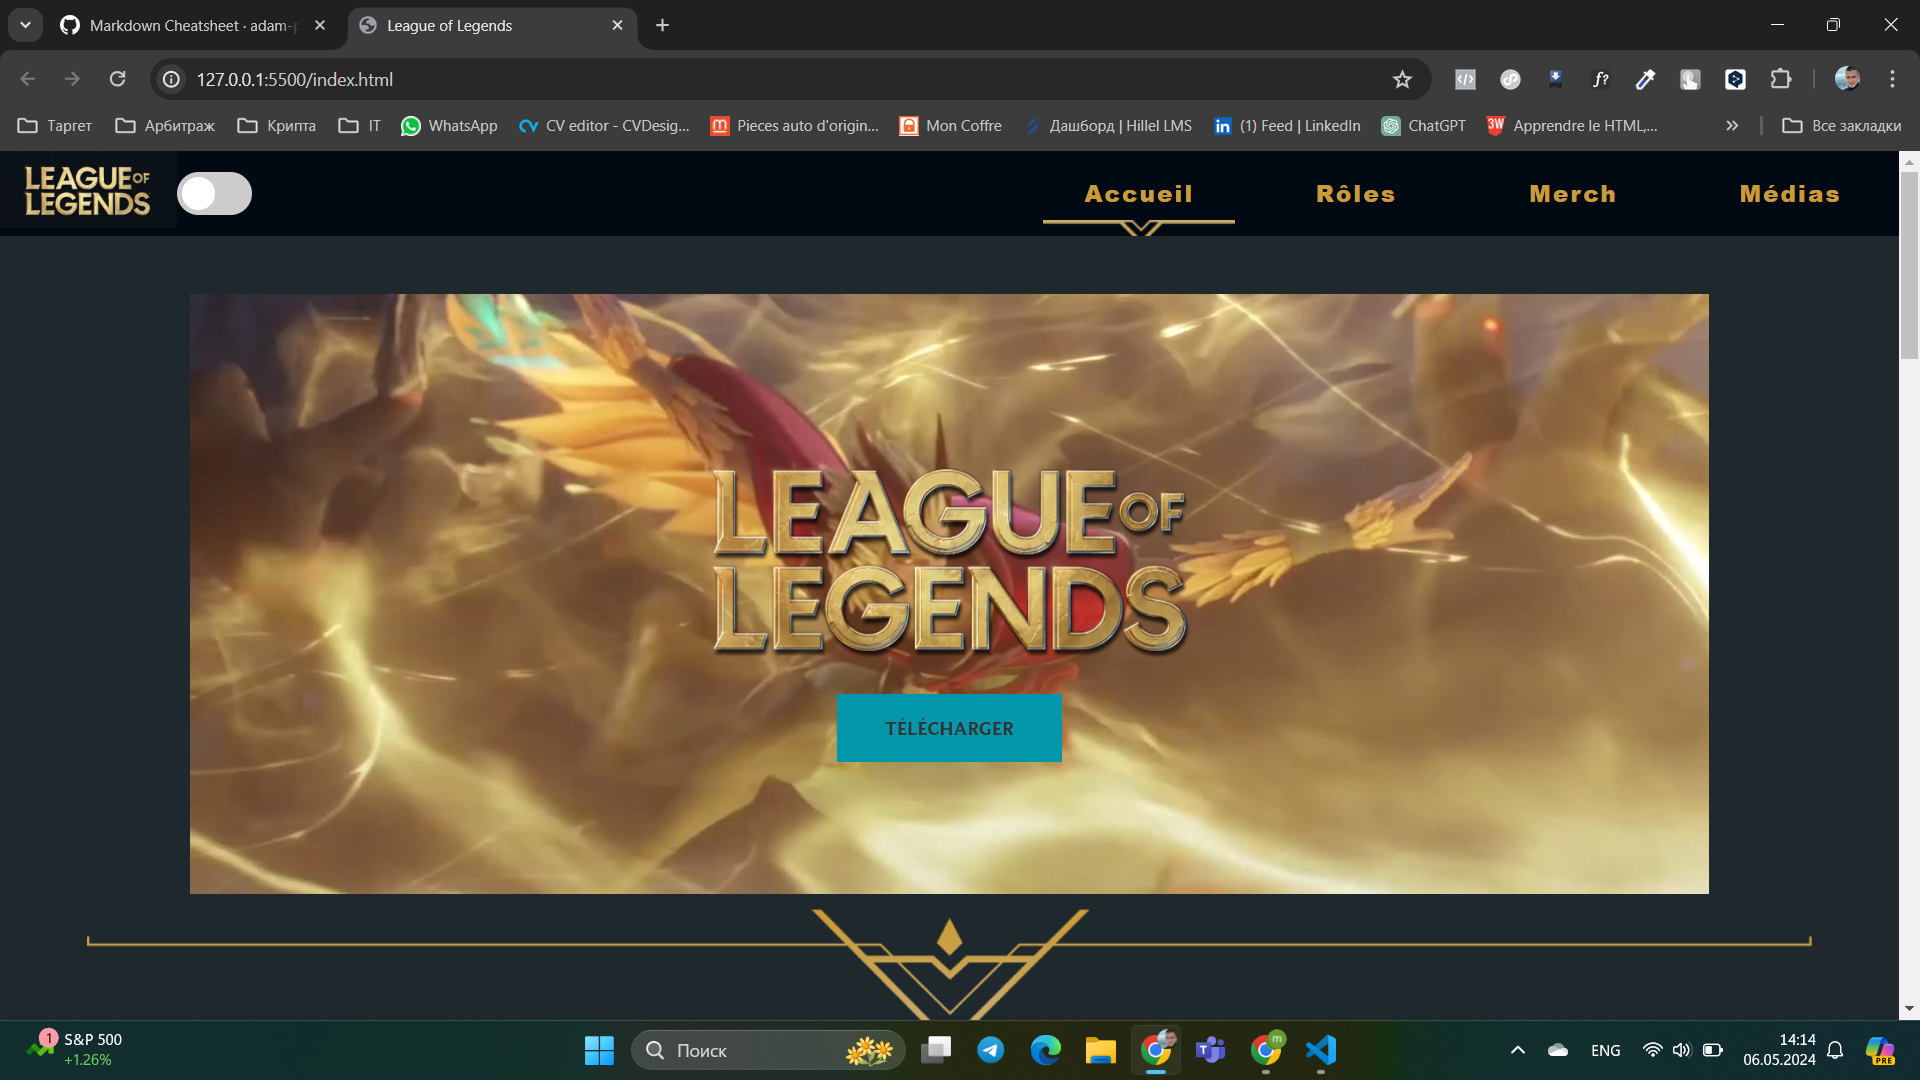 Markdown Cheatsheet · adam-p
League of Legends
127.0.0.1:5500/index.html
f?
Таргет
Арбитраж
Крипта
IT
WhatsApp
CV editor - CVDesig...
Pieces auto d'origin...
Mon Coffre
Дашборд | Hillel LMS
(1) Feed | LinkedIn
ChatGPT
Apprendre le HTML,...
Все закладки
LEAGUE OF
LEGENDS
Accueil
Rôles
Merch
Médias
LEAGUE OF
LEGENDS
TÉLÉCHARGER
1
S&P 500
+1.26%
Поиск
ENG
14:14
06.05.2024
PRE